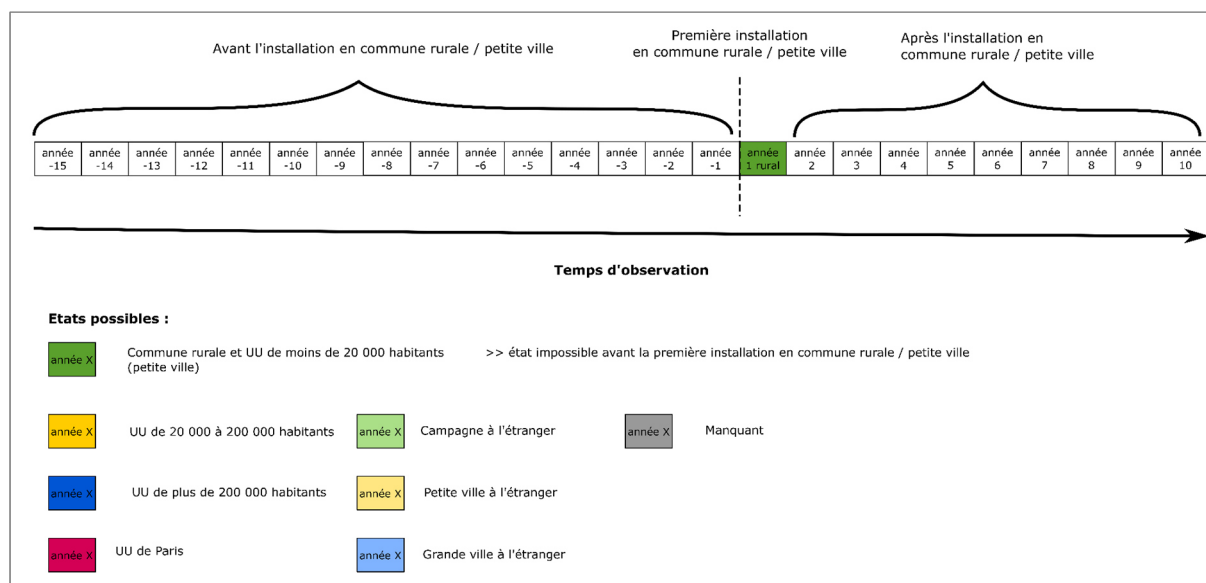 Avant l'installation en commune rurale / petite ville
Première installation
en commune rurale / petite ville
Après l'installation en
commune rurale / petite ville
année -15
année -14
année -13
année -12
année -11
année -10
année -9
année -8
année -7
année -6
année -5
année -4
année -3
année -2
année -1
année 1 rural
année 2
année 3
année 4
année 5
année 6
année 7
année 8
année 9
année 10
Temps d'observation
Etats possibles :
année X
Commune rurale et UU de moins de 20 000 habitants
(petite ville)
>> état impossible avant la première installation en commune rurale / petite ville
année X UU de 20 000 à 200 000 habitants
année X Campagne à l'étranger
année X Manquant
année X UU de plus de 200 000 habitants
année X Petite ville à l'étranger
année X UU de Paris
année X Grande ville à l'étranger